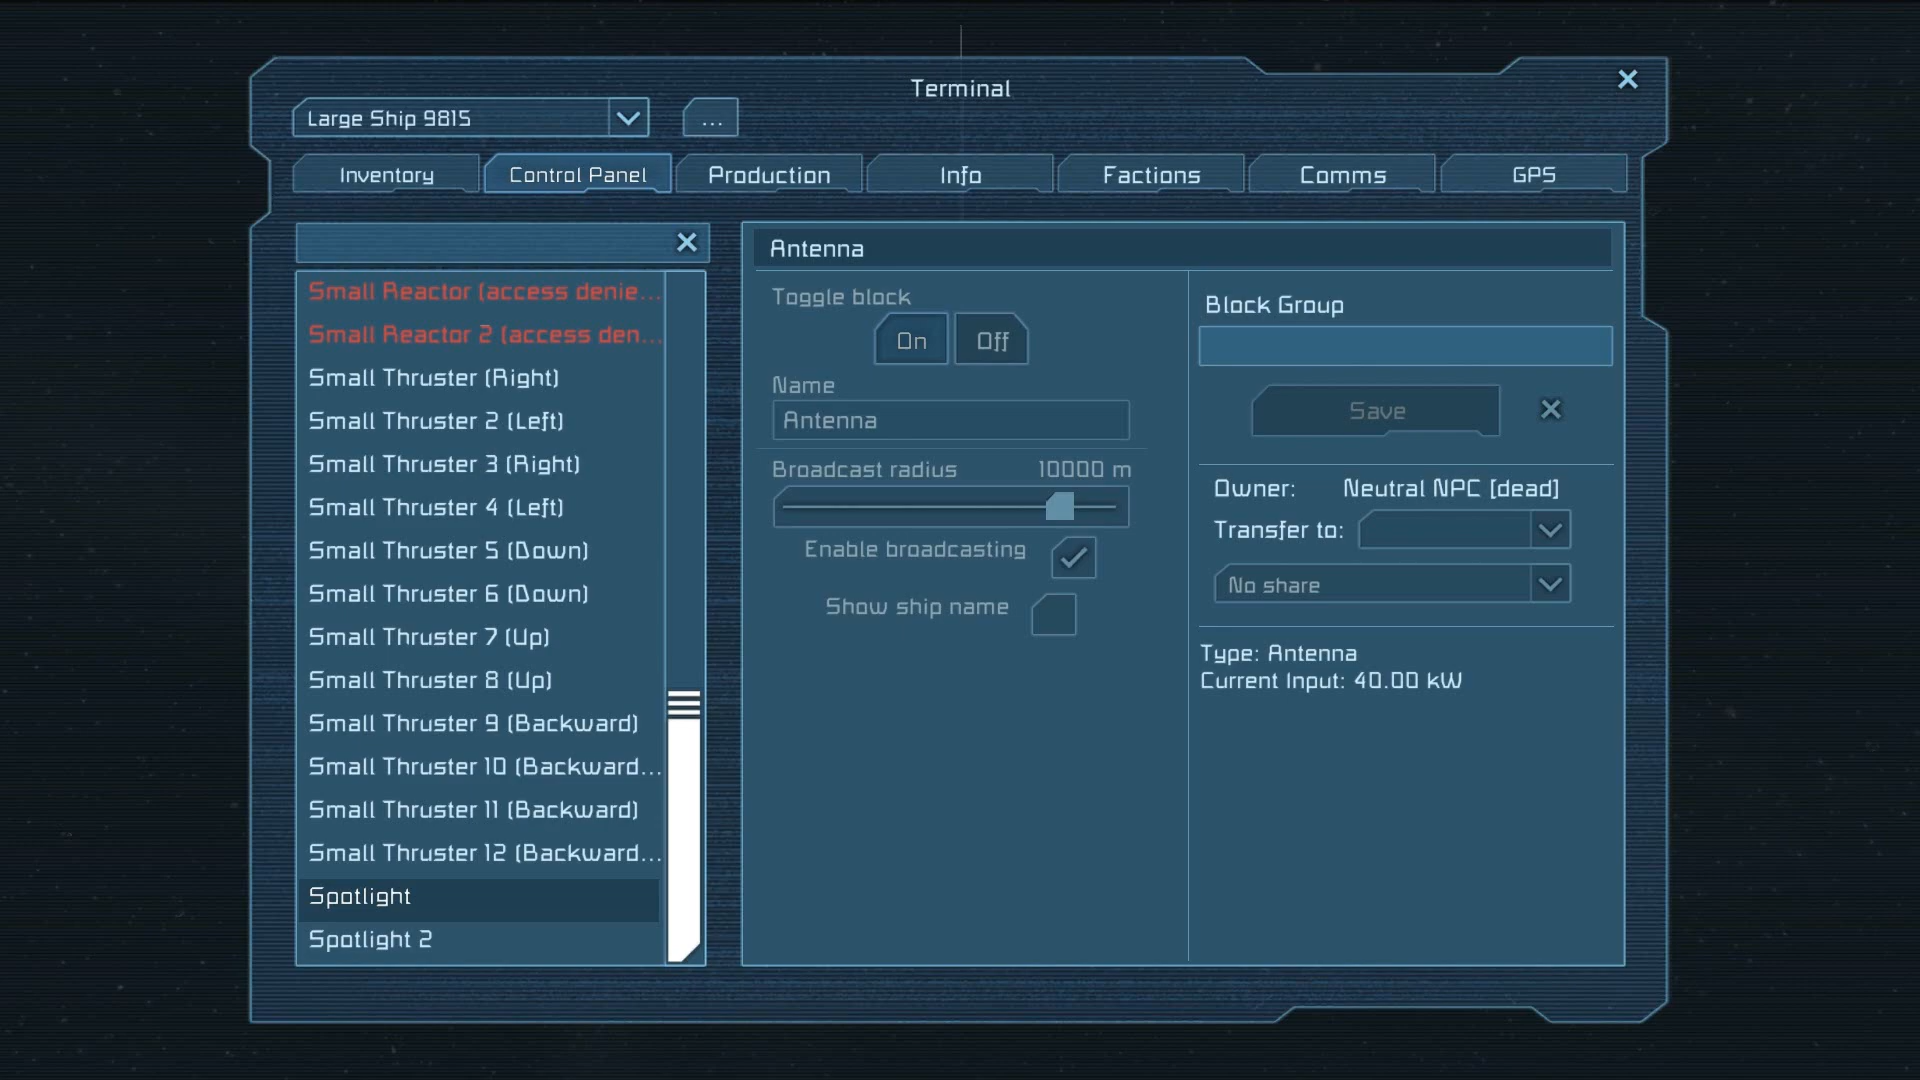 Terminal
Large Ship 9815
...
Inventory
Control Panel
Production
Info
Factions
Comms
GPS
Small Reactor (access denie...
Small Reactor 2 (access den...
Small Thruster (Right)
Small Thruster 2 (Left)
Small Thruster 3 (Right)
Small Thruster 4 (Left)
Small Thruster 5 (Down)
Small Thruster 6 (Down)
Small Thruster 7 (Up)
Small Thruster 8 (Up)
Small Thruster 9 (Backward)
Small Thruster 10 (Backward...
Small Thruster 11 (Backward)
Small Thruster 12 (Backward...
Spotlight
Spotlight 2
Antenna
Toggle block
On
Off
Name
Antenna
Broadcast radius 10000 m
Enable broadcasting
Show ship name
Block Group
Save
Owner: Neutral NPC [dead]
Transfer to:
No share
Type: Antenna
Current Input: 40.00 kW